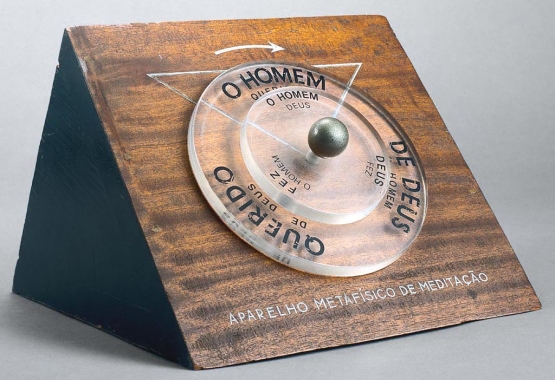 O HOMEM
O HOMEM
DEUS
DE DEUS
HOMEM
DEUS
FEZ
QUERIDO
DE DEUS
FEZ
O HOMEM
APARELHO METAFÍSICO DE MEDITAÇÃO